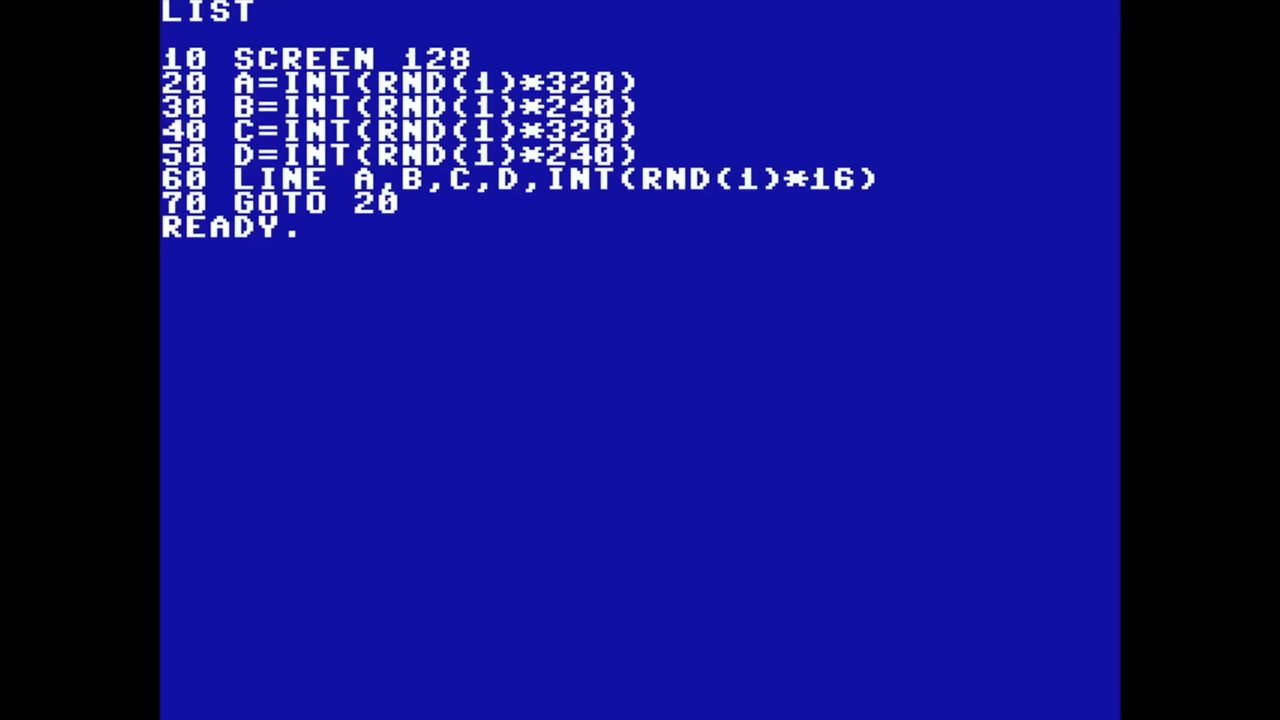 LIST
10 SCREEN 128
20 A=INT(RND(1)*320)
30 B=INT(RND(1)*240)
40 C=INT(RND(1)*320)
50 D=INT(RND(1)*240)
60 LINE A,B,C,D,INT(RND(1)*16)
70 GOTO 20
READY.